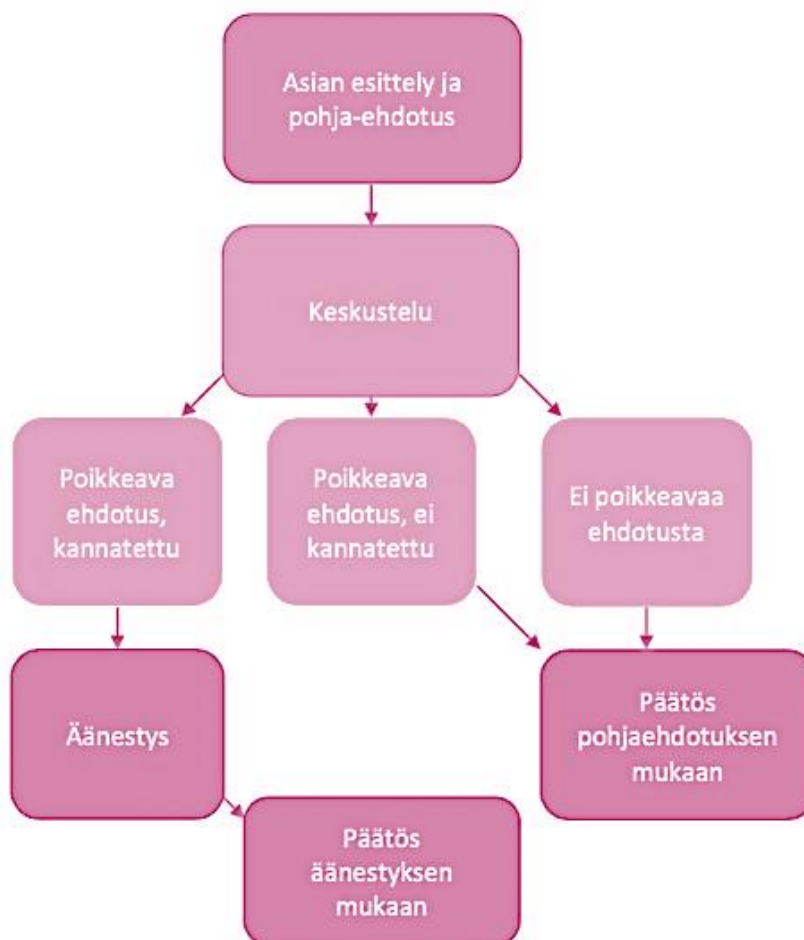 Asian esittely ja
pohja-ehdotus
Keskustelu
Poikkeava
ehdotus,
kannatettu
Poikkeava
ehdotus, ei
kannatettu
Ei poikkeavaa
ehdotusta
Äänestys
Päätös
pohjaehdotuksen
mukaan
Päätös
äänestyksen
mukaan